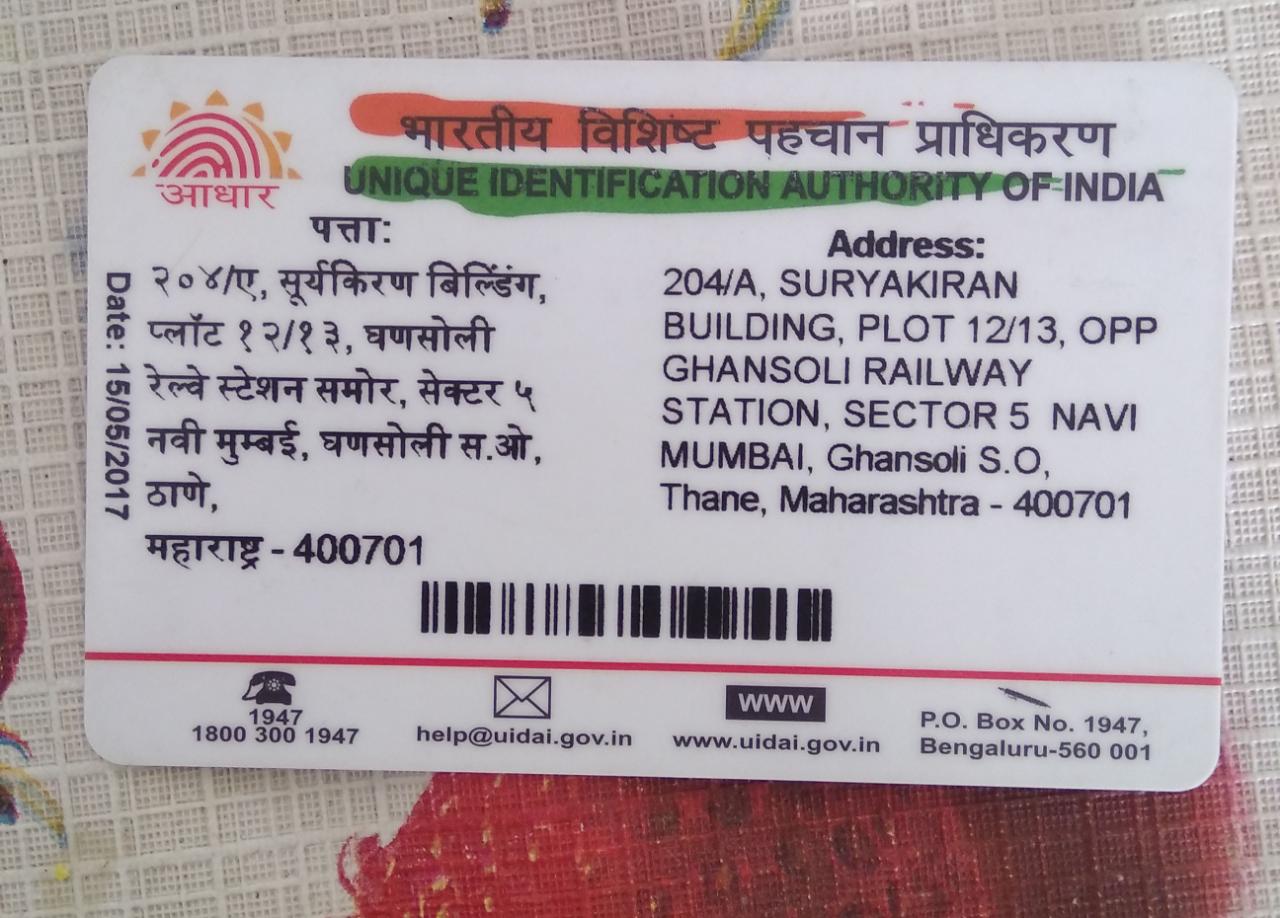 आधार
भारतीय विशिष्ट पहचान प्राधिकरण
UNIQUE IDENTIFICATION AUTHORITY OF INDIA
Date: 15/05/2017
पत्ता:
२०४/ए, सूर्यकिरण बिल्डिंग,
प्लॉट १२/१३, घणसोली
रेल्वे स्टेशन समोर, सेक्टर ५
नवी मुम्बई, घणसोली स.ओ,
ठाणे,
महाराष्ट्र - 400701
Address:
204/A, SURYAKIRAN
BUILDING, PLOT 12/13, OPP
GHANSOLI RAILWAY
STATION, SECTOR 5 NAVI
MUMBAI, Ghansoli S.O,
Thane, Maharashtra - 400701
1947
1800 300 1947
help@uidai.gov.in
www
www.uidai.gov.in
P.O. Box No. 1947,
Bengaluru-560 001